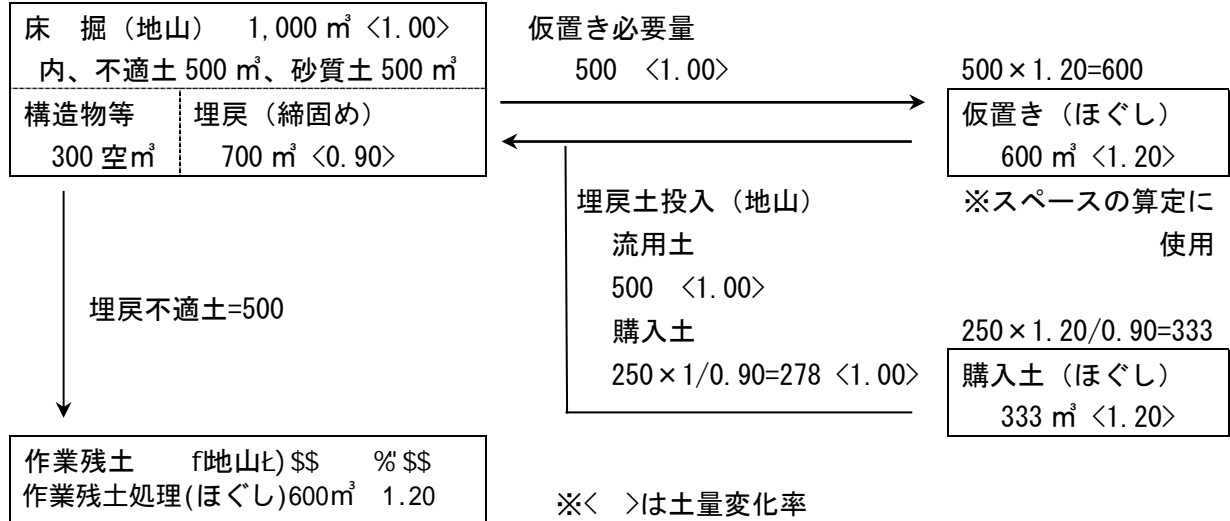 床　掘（地山）　1,000 ㎥ <1.00>
内、不適土 500 ㎥、砂質土 500 ㎥
構造物等
300 空㎥
埋戻（締固め）
700 ㎥ <0.90>
仮置き必要量
500　<1.00>
500×1.20=600
仮置き（ほぐし）
600 ㎥ <1.20>
※スペースの算定に
使用
埋戻土投入（地山）
流用土
500　<1.00>
購入土
250×1/0.90=278 <1.00>
250×1.20/0.90=333
購入土（ほぐし）
333 ㎥ <1.20>
埋戻不適土=500
作業残土　f地山Ł) $$　%" $$
作業残土処理(ほぐし)600㎥　1.20
※<　>は土量変化率